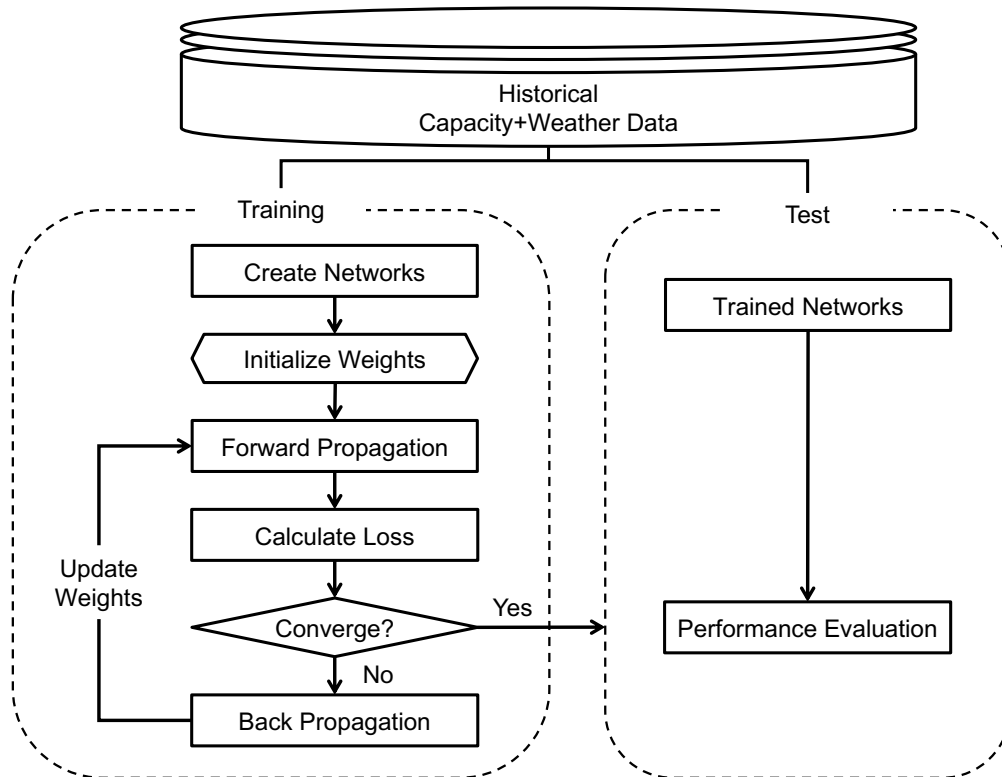 Historical
Capacity+Weather Data
Training
Create Networks
Initialize Weights
Forward Propagation
Calculate Loss
Update
Weights
Converge?
Yes
No
Back Propagation
Test
Trained Networks
Performance Evaluation